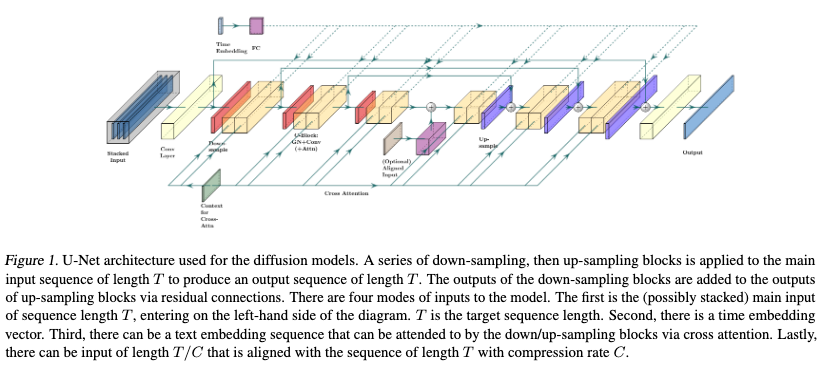 Time
Embedding
FC
Stacked
Input
Conv
Layer
Down-
sample
U-Block:
GN+Conv
(+Attn)
(Optional)
Aligned
Input
Up-
sample
Output
Context
for
Cross-
Attn
Cross Attention
Figure 1. U-Net architecture used for the diffusion models. A series of down-sampling, then up-sampling blocks is applied to the main
input sequence of length T to produce an output sequence of length T. The outputs of the down-sampling blocks are added to the outputs
of up-sampling blocks via residual connections. There are four modes of inputs to the model. The first is the (possibly stacked) main input
of sequence length T, entering on the left-hand side of the diagram. T is the target sequence length. Second, there is a time embedding
vector. Third, there can be a text embedding sequence that can be attended to by the down/up-sampling blocks via cross attention. Lastly,
there can be input of length T/C that is aligned with the sequence of length T with compression rate C.